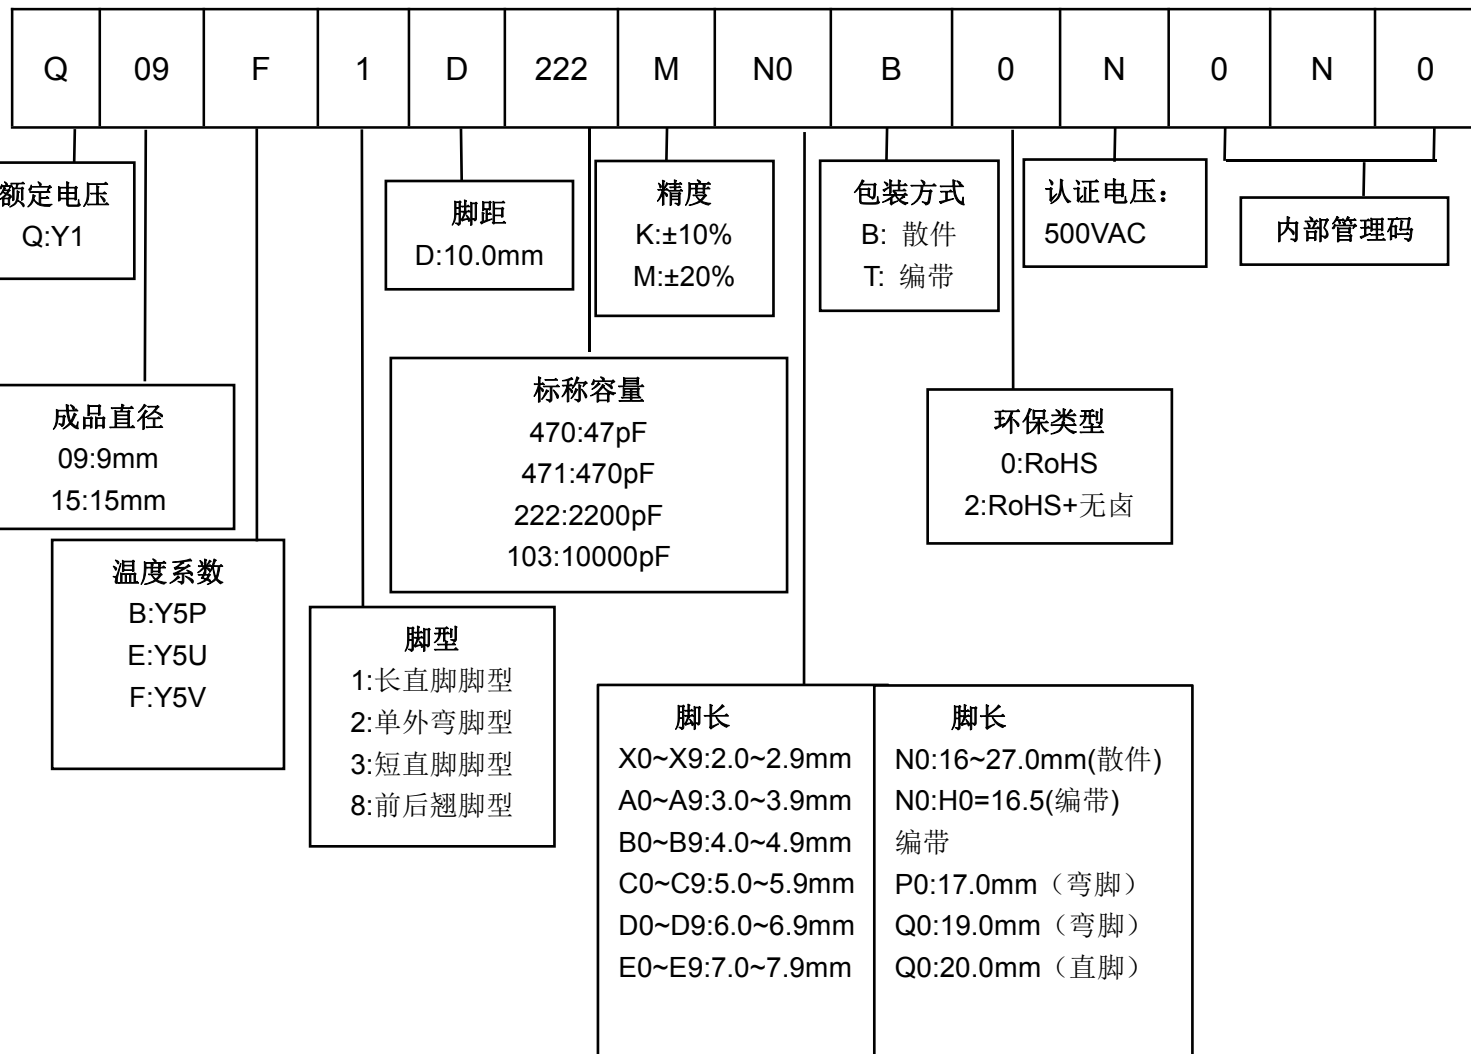 Q 09 F 1 D 222 M N0 B 0 N 0 N 0
额定电压
Q:Y1
脚距
D:10.0mm
精度
K:±10%
M:±20%
包装方式
B: 散件
T: 编带
认证电压：
500VAC
内部管理码
成品直径
09:9mm
15:15mm
标称容量
470:47pF
471:470pF
222:2200pF
103:10000pF
环保类型
0:RoHS
2:RoHS+无卤
温度系数
B:Y5P
E:Y5U
F:Y5V
脚型
1:长直脚脚型
2:单外弯脚型
3:短直脚脚型
8:前后翘脚型
脚长
X0~X9:2.0~2.9mm
A0~A9:3.0~3.9mm
B0~B9:4.0~4.9mm
C0~C9:5.0~5.9mm
D0~D9:6.0~6.9mm
E0~E9:7.0~7.9mm
脚长
N0:16~27.0mm(散件)
N0:H0=16.5(编带)
编带
P0:17.0mm（弯脚）
Q0:19.0mm（弯脚）
Q0:20.0mm（直脚）